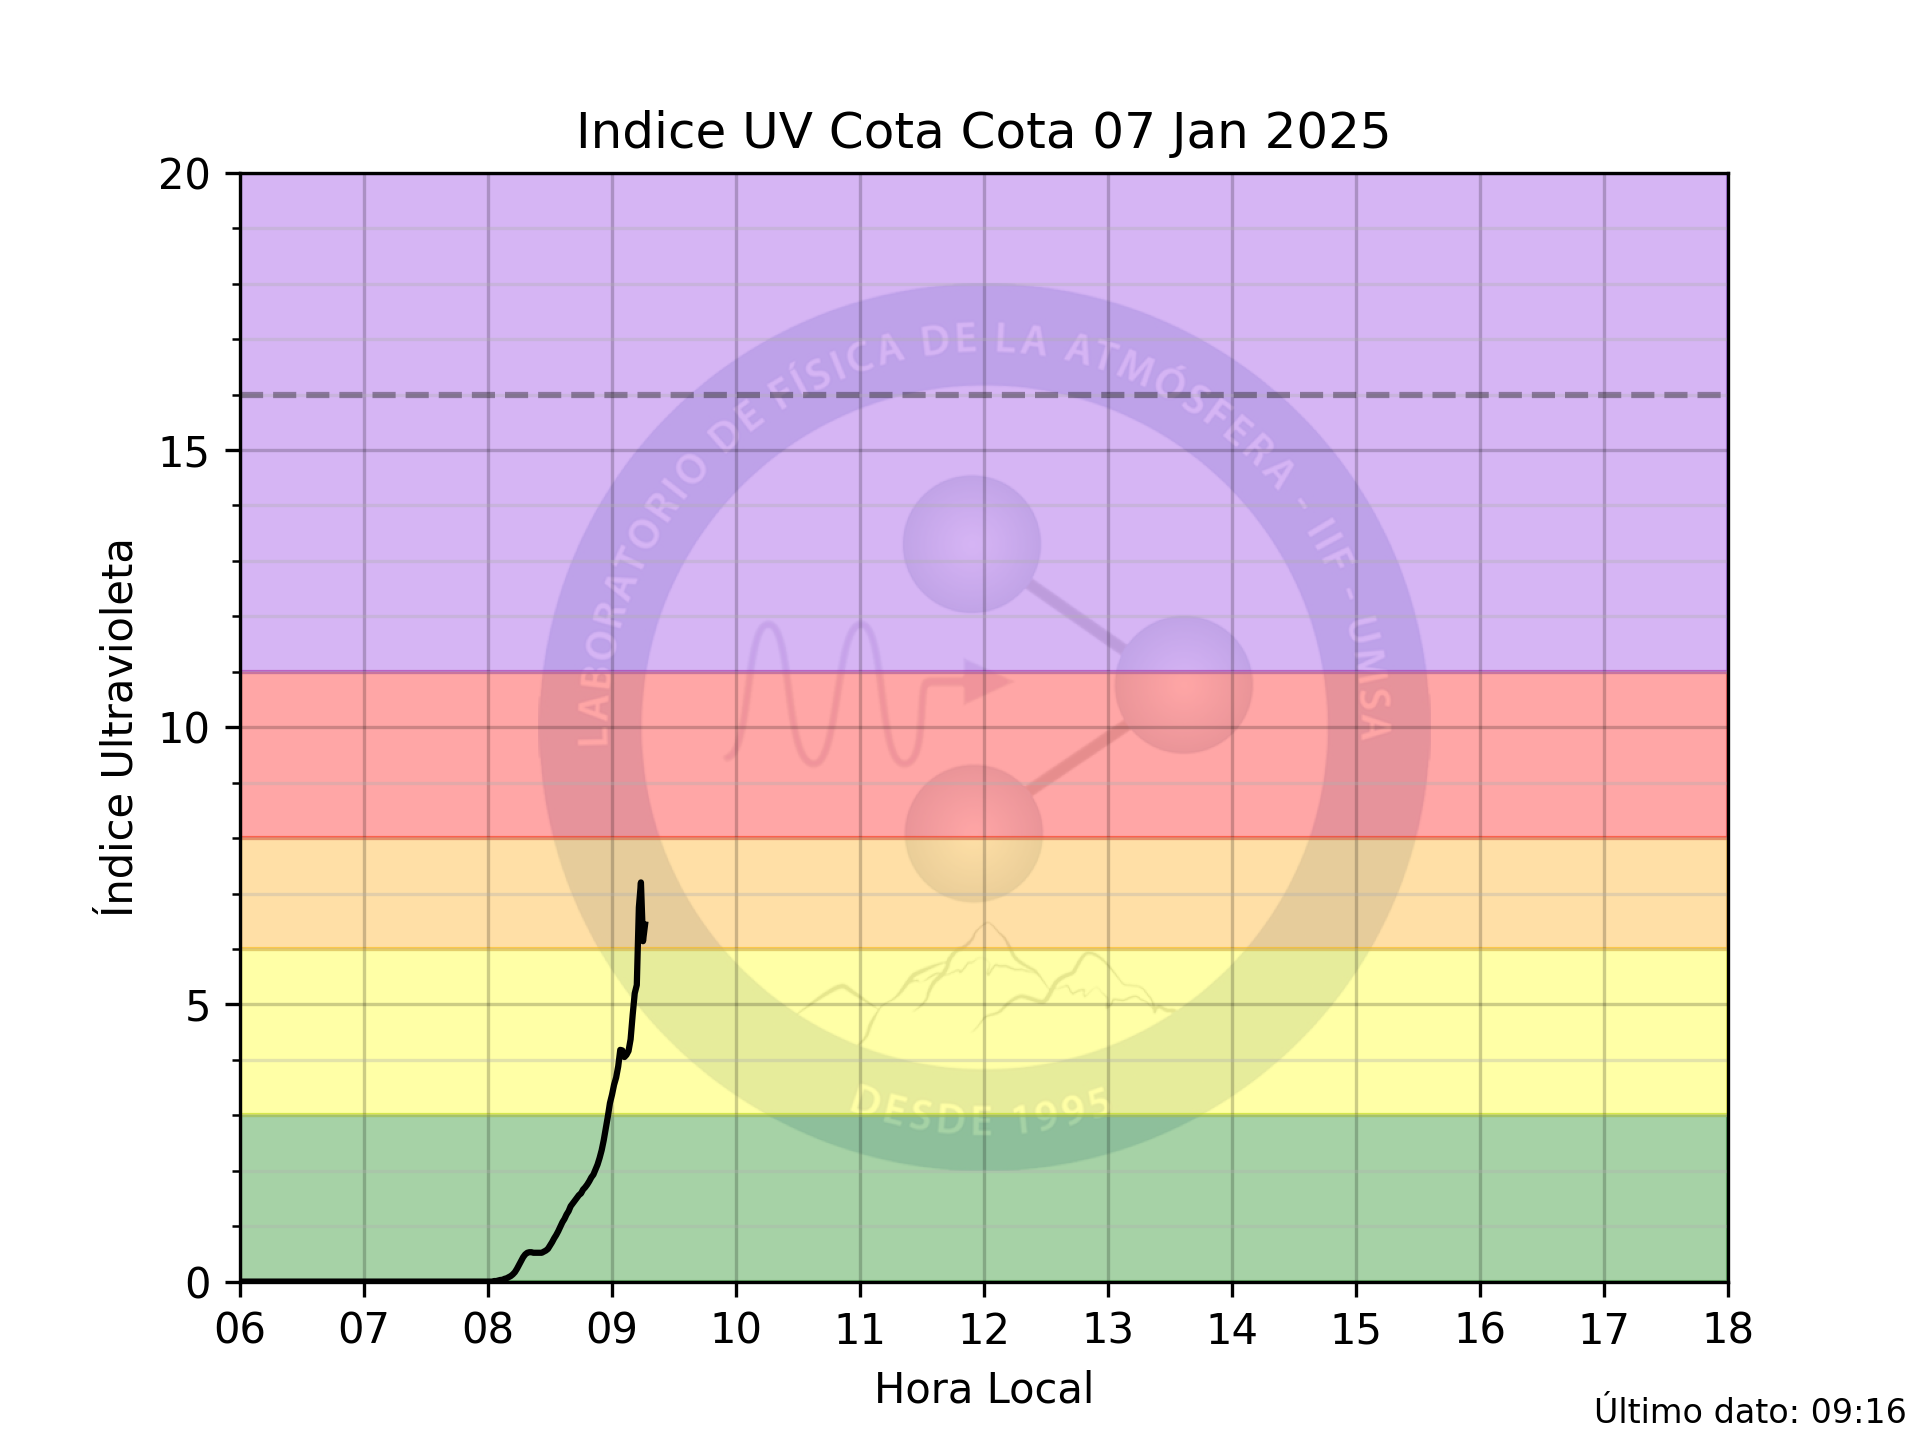 Indice UV Cota Cota 07 Jan 2025
20
15
10
5
0
Índice Ultravioleta
LABORATORIO DE FÍSICA DE LA ATMÓSFERA - IIF - UMSA
DESDE 1995
06 07 08 09 10 11 12 13 14 15 16 17 18
Hora Local
Último dato: 09:16